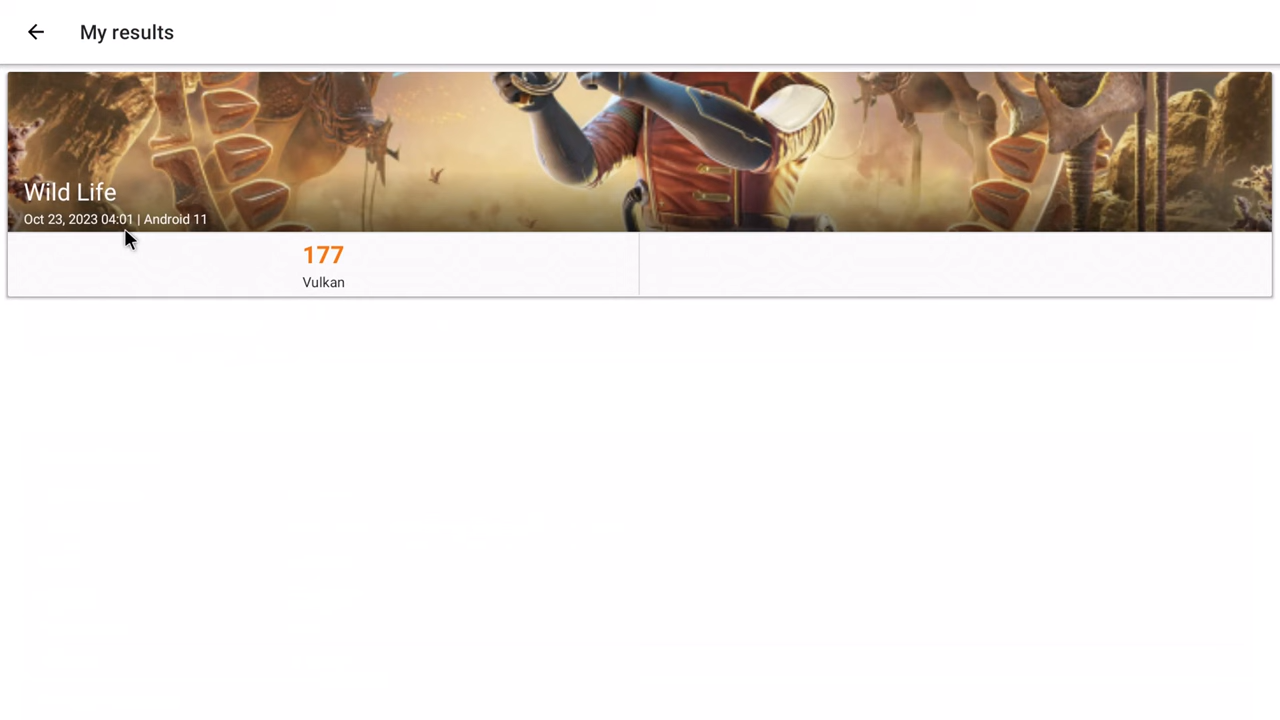 My results
Wild Life
Oct 23, 2023 04:01 | Android 11
177
Vulkan